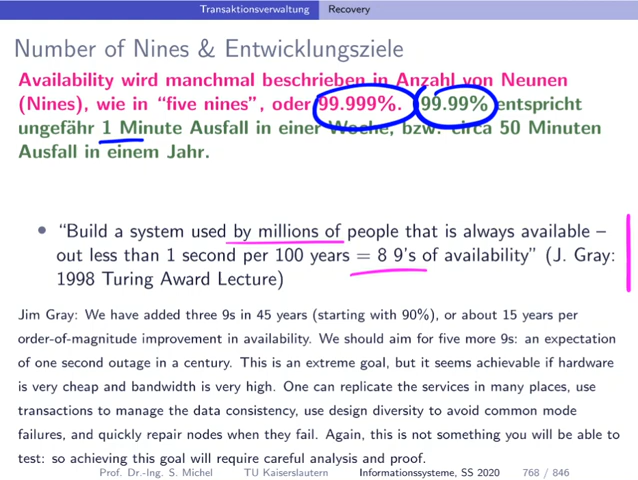 Transaktionsverwaltung Recovery
Number of Nines & Entwicklungsziele
Availability wird manchmal beschrieben in Anzahl von Neunen
(Nines), wie in “five nines”, oder 99.999%. 99.99% entspricht
ungefähr 1 Minute Ausfall in einer Woche, bzw. circa 50 Minuten
Ausfall in einem Jahr.
• “Build a system used by millions of people that is always available –
out less than 1 second per 100 years = 8 9's of availability” (J. Gray:
1998 Turing Award Lecture)
Jim Gray: We have added three 9s in 45 years (starting with 90%), or about 15 years per
order-of-magnitude improvement in availability. We should aim for five more 9s: an expectation
of one second outage in a century. This is an extreme goal, but it seems achievable if hardware
is very cheap and bandwidth is very high. One can replicate the services in many places, use
transactions to manage the data consistency, use design diversity to avoid common mode
failures, and quickly repair nodes when they fail. Again, this is not something you will be able to
test: so achieving this goal will require careful analysis and proof.
Prof. Dr.-Ing. S. Michel TU Kaiserslautern Informationssysteme, SS 2020 768 / 846